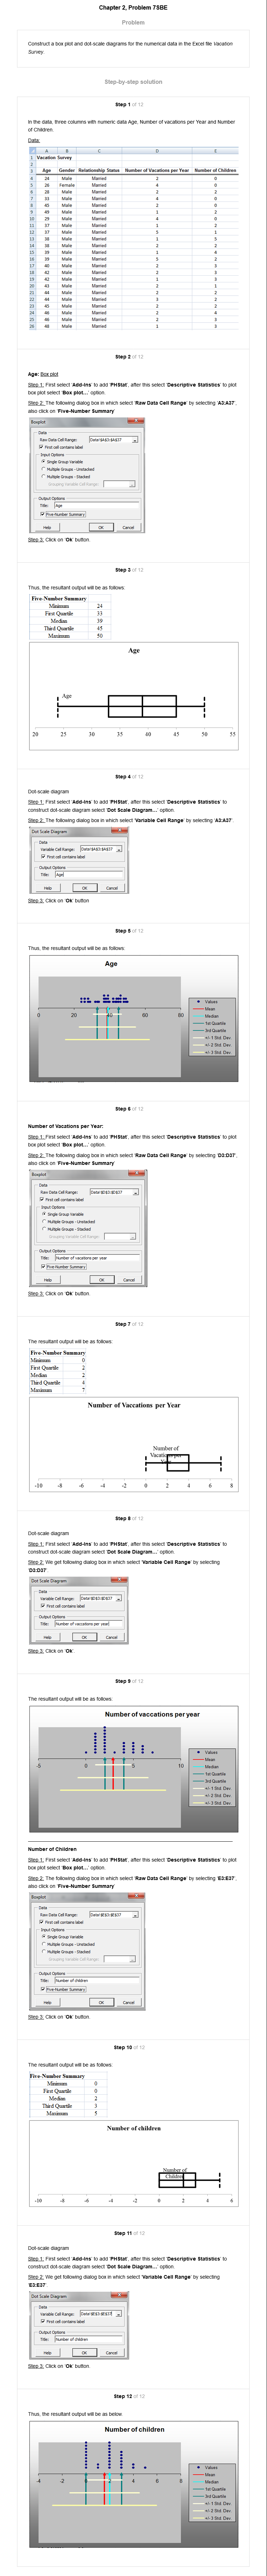 Chapter 2, Problem 75BE
Problem
Construct a box plot and dot-scale diagrams for the numerical data in the Excel file Vacation
Survey.
Step-by-step solution
Step 1 of 12
In the data, three columns with numeric data Age, Number of vacations per Year and Number
of Children.
Data:
A B C D E
1 Vacation Survey
2
3 Age Gender Relationship Status Number of Vacations per Year Number of Children
4 24 Male Married 2 0
5 26 Female Married 4 0
6 28 Male Married 2 2
7 33 Male Married 4 0
8 45 Male Married 2 0
9 49 Male Married 1 2
10 29 Male Married 4 0
11 37 Male Married 1 2
12 37 Male Married 5 1
13 38 Male Married 1 5
14 38 Male Married 2 2
15 39 Male Married 1 4
16 39 Male Married 5 2
17 40 Male Married 2 3
18 42 Male Married 2 3
19 42 Male Married 1 3
20 43 Male Married 2 1
21 44 Male Married 2 2
22 44 Male Married 3 2
23 45 Male Married 2 2
24 46 Male Married 2 4
25 46 Male Married 2 3
26 48 Male Married 1 3
Step 2 of 12
Age: Box plot
Step 1: First select 'Add-Ins' to add 'PHStat', after this select 'Descriptive Statistics' to plot
box plot select 'Box plot...' option.
Step 2: The following dialog box in which select 'Raw Data Cell Range' by selecting 'A3:A37',
also click on 'Five-Number Summary'
Boxplot
Data
Raw Data Cell Range: Data!$A$3:$A$37
First cell contains label
Input Options
Single Group Variable
Multiple Groups - Unstacked
Multiple Groups - Stacked
Grouping Variable Cell Range:
Output Options
Title: Age
Five-Number Summary
Help OK Cancel
Step 3: Click on 'Ok' button.
Step 3 of 12
Thus, the resultant output will be as follows:
Five-Number Summary
Minimum 24
First Quartile 33
Median 39
Third Quartile 45
Maximum 50
Age
Age
20 25 30 35 40 45 50 55
Step 4 of 12
Dot-scale diagram
Step 1: First select 'Add-Ins' to add 'PHStat', after this select 'Descriptive Statistics' to
construct dot-scale diagram select 'Dot Scale Diagram...' option.
Step 2: The following dialog box in which select 'Variable Cell Range' by selecting 'A3:A37'.
Dot Scale Diagram
Data
Variable Cell Range: Data!$A$3:$A$37
First cell contains label
Output Options
Title: Age
Help OK Cancel
Step 3: Click on 'Ok' button
Step 5 of 12
Thus, the resultant output will be as follows:
Age
0 20 40 60 80
Values
Mean
Median
1st Quartile
3rd Quartile
+/- 1 Std. Dev.
+/- 2 Std. Dev.
+/- 3 Std. Dev.
Step 6 of 12
Number of Vacations per Year:
Step 1: First select 'Add-Ins' to add 'PHStat', after this select 'Descriptive Statistics' to plot
box plot select 'Box plot...' option.
Step 2: The following dialog box in which select 'Raw Data Cell Range' by selecting 'D3:D37',
also click on 'Five-Number Summary'
Boxplot
Data
Raw Data Cell Range: Data!$D$3:$D$37
First cell contains label
Input Options
Single Group Variable
Multiple Groups - Unstacked
Multiple Groups - Stacked
Output Options
Title: Number of vacations per year
Five-Number Summary
Help OK Cancel
Step 3: Click on 'Ok' button.
Step 7 of 12
The resultant output will be as follows:
Five-Number Summary
Minimum 0
First Quartile 2
Median 2
Third Quartile 4
Maximum 7
Number of Vaccations per Year
Number of
-10 -8 -6 -4 -2 0 2 4 6 8
Step 8 of 12
Dot-scale diagram
Step 1: First select 'Add-Ins' to add 'PHStat', after this select 'Descriptive Statistics' to
construct dot-scale diagram select 'Dot Scale Diagram...' option.
Step 2: We get following dialog box in which select 'Variable Cell Range' by selecting
'D3:D37'
Dot Scale Diagram
Data
Variable Cell Range: Data!$D$3:$D$37
First cell contains label
Output Options
Title: Number of vaccations per year
Help OK Cancel
Step 3: Click on 'Ok'
Step 9 of 12
The resultant output will be as follows:
Number of vaccations per year
-5 0 5 10
Values
Mean
Median
1st Quartile
3rd Quartile
+/- 1 Std. Dev.
+/- 2 Std. Dev.
+/- 3 Std. Dev.
Number of Children
Step 1: First select 'Add-Ins' to add 'PHStat', after this select 'Descriptive Statistics' to plot
box plot select 'Box plot...' option.
Step 2: The following dialog box in which select 'Raw Data Cell Range' by selecting 'E3:E37',
also click on 'Five-Number Summary'
Boxplot
Data
Raw Data Cell Range: Data!$E$3:$E$37
First cell contains label
Input Options
Single Group Variable
Multiple Groups - Unstacked
Multiple Groups - Stacked
Grouping Variable Cell Range:
Output Options
Title: Number of children
Five-Number Summary
Help OK Cancel
Step 3: Click on 'Ok' button.
Step 10 of 12
The resultant output will be as follows:
Five-Number Summary
Minimum 0
First Quartile 0
Median 2
Third Quartile 3
Maximum 5
Number of children
Number of
Children
-10 -8 -6 -4 -2 0 2 4 6
Step 11 of 12
Dot-scale diagram
Step 1: First select 'Add-Ins' to add 'PHStat', after this select 'Descriptive Statistics' to
construct dot-scale diagram select 'Dot Scale Diagram...' option.
Step 2: We get following dialog box in which select 'Variable Cell Range' by selecting
'E3:E37'
Dot Scale Diagram
Data
Variable Cell Range: Data!$E$3:$E$37
First cell contains label
Output Options
Title: Number of children
Help OK Cancel
Step 3: Click on 'Ok' button.
Step 12 of 12
Thus, the resultant output will be as below.
Number of children
-4 -2 0 2 4 6 8
Values
Mean
Median
1st Quartile
3rd Quartile
+/- 1 Std. Dev.
+/- 2 Std. Dev.
+/- 3 Std. Dev.